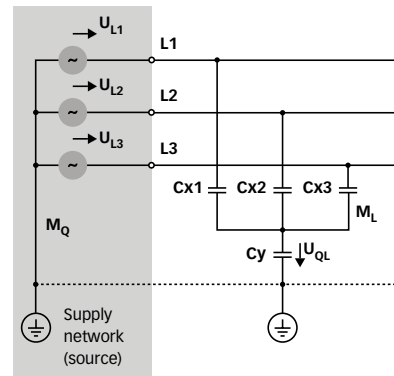 U_L1
L1
~
U_L2
L2
~
U_L3
L3
~
Cx1 Cx2 Cx3
M_Q
M_L
Cy
U_QL
Supply
network
(source)